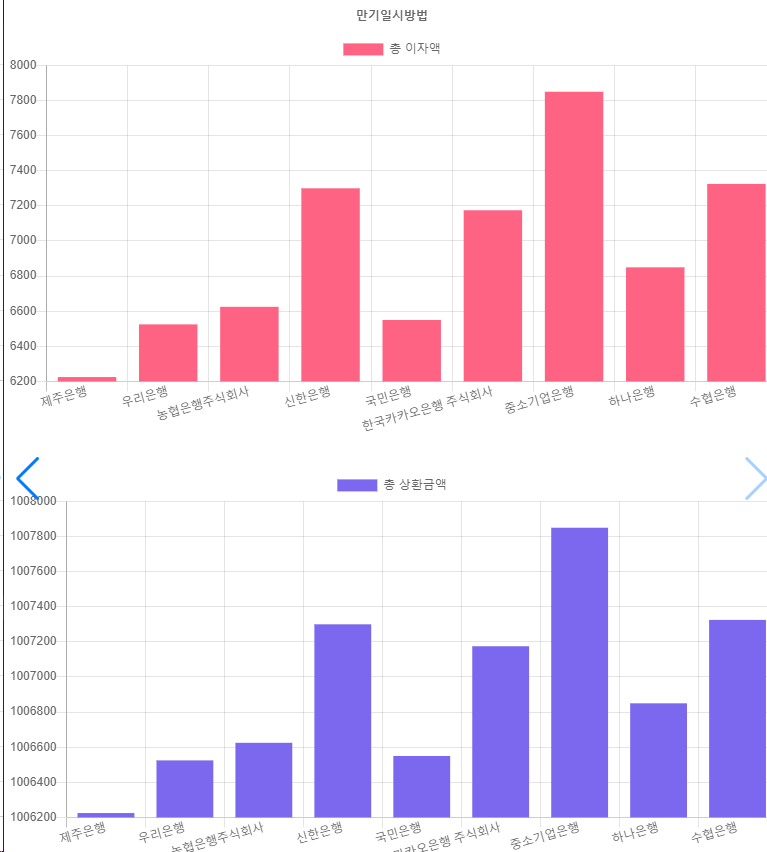 만기일시방법
총 이자액
8000
7800
7600
7400
7200
7000
6800
6600
6400
6200
제주은행
우리은행
농협은행주식회사
신한은행
국민은행
한국카카오은행 주식회사
중소기업은행
하나은행
수협은행
총 상환금액
1008000
1007800
1007600
1007400
1007200
1007000
1006800
1006600
1006400
1006200
제주은행
우리은행
농협은행주식회사
신한은행
국민은행
카카오은행 주식회사
중소기업은행
하나은행
수협은행